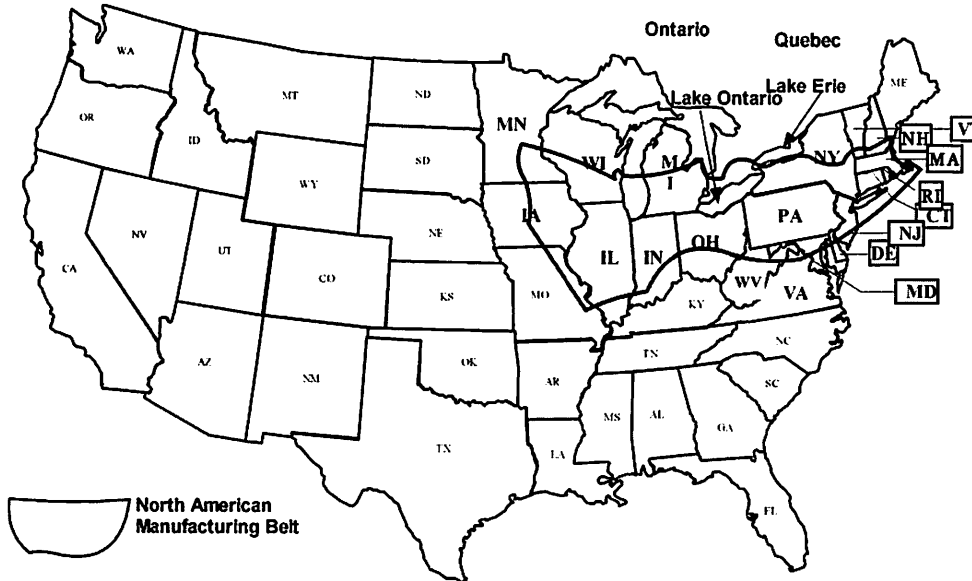 Ontario
Quebec
Lake Ontario
Lake Erie
WA
MT
ND
MN
ME
OR
ID
SD
WI
M
I
NY
V
NH
MA
WY
IA
PA
RI
CT
NV
NE
IL
IN
OH
NJ
DE
UT
CA
CO
KS
MO
WV
VA
MD
KY
AZ
NM
OK
AR
TN
NC
SC
MS
AL
GA
TX
LA
FL
North American
Manufacturing Belt